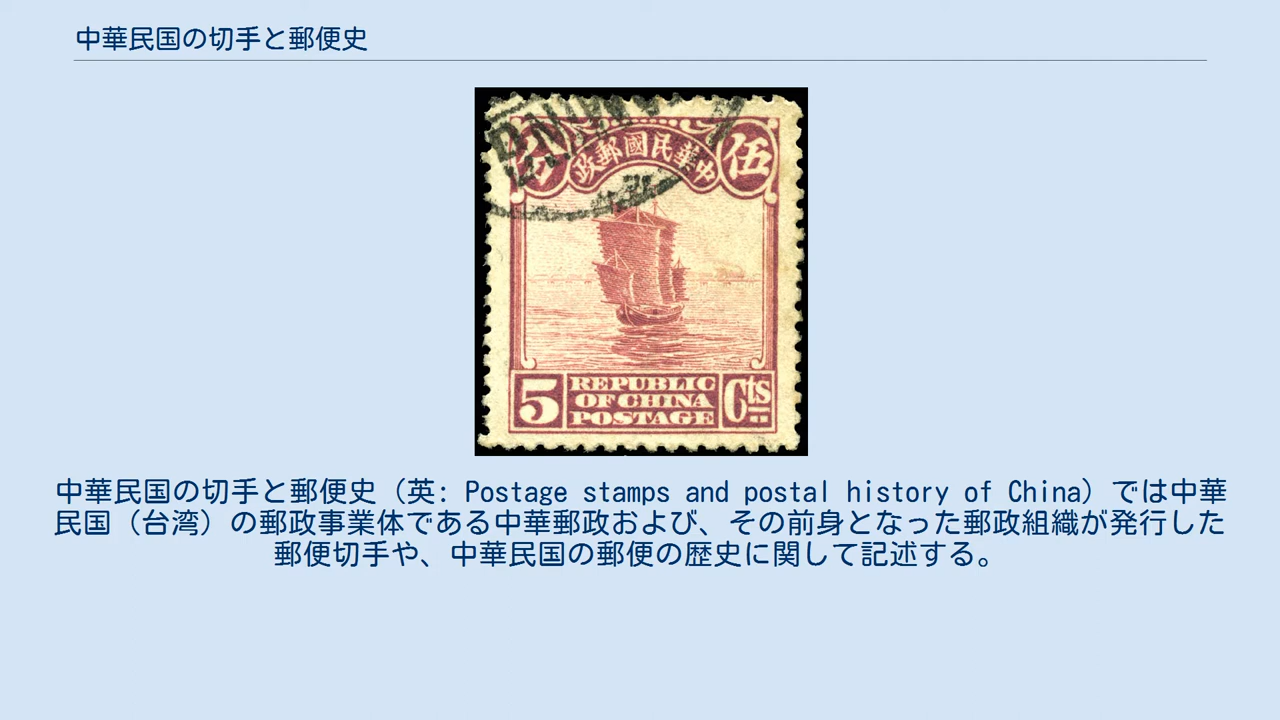 中華民国の切手と郵便史
分
政郵國民華中
伍
5
REPUBLIC
OF CHINA
POSTAGE
Cts
中華民国の切手と郵便史（英: Postage stamps and postal history of China）では中華
民国（台湾）の郵政事業体である中華郵政および、その前身となった郵政組織が発行した
郵便切手や、中華民国の郵便の歴史に関して記述する。